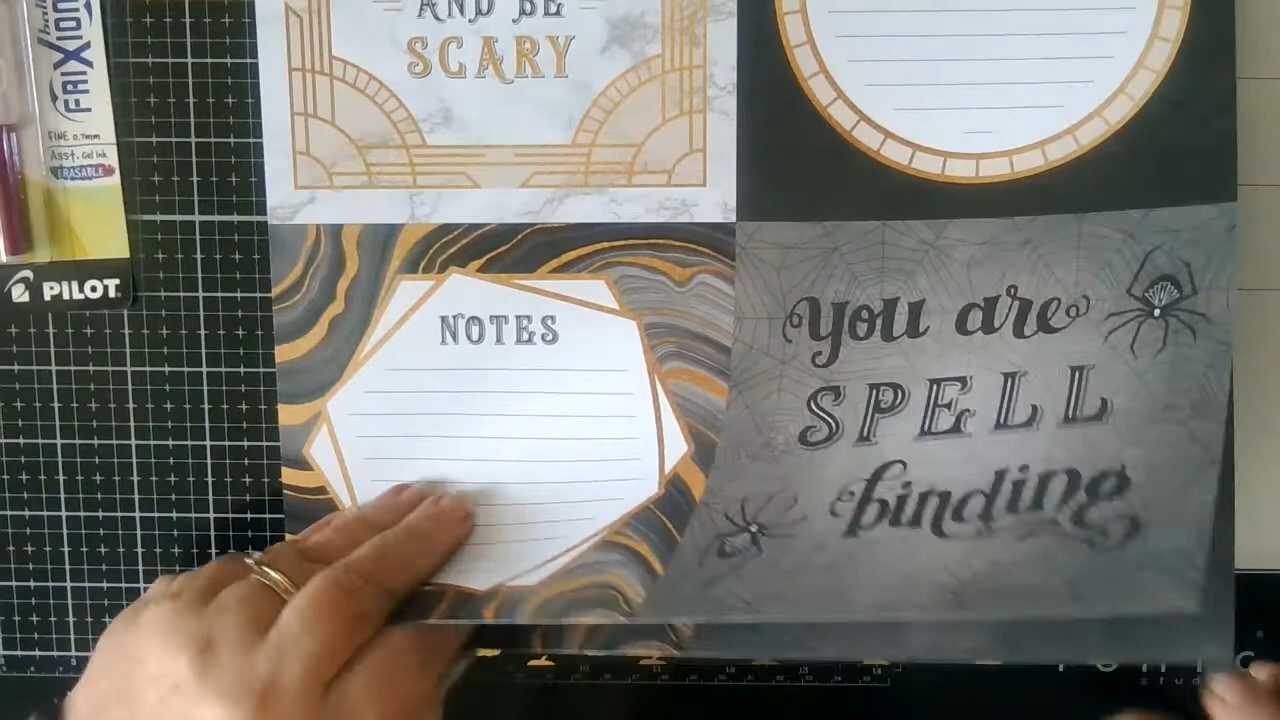 AND BE
SCARY
ball
FRIXION
FINE 0.7mm
Asst. Gel Ink
ERASABLE
PILOT
NOTES
You are
SPELL
binding